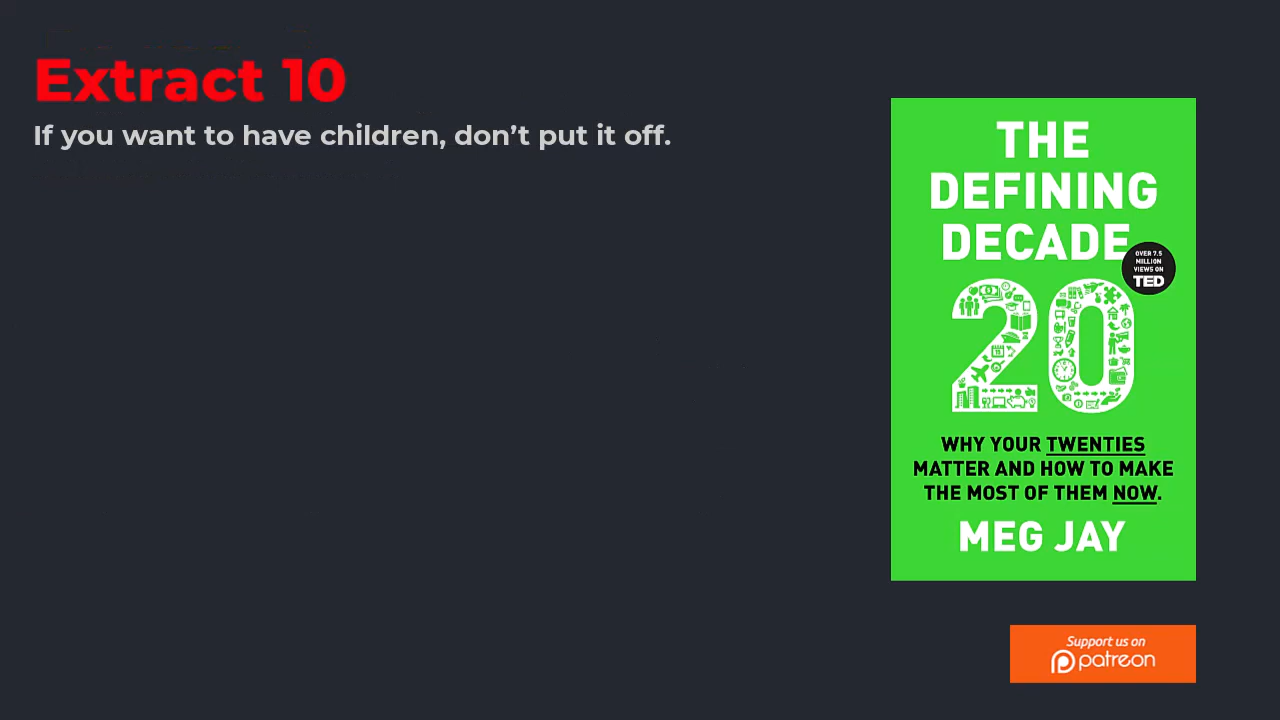 Extract 10
If you want to have children, don’t put it off.
THE
DEFINING
DECADE
OVER 7.5
MILLION
VIEWS ON
TED
20
WHY YOUR TWENTIES
MATTER AND HOW TO MAKE
THE MOST OF THEM NOW.
MEG JAY
Support us on
patreon